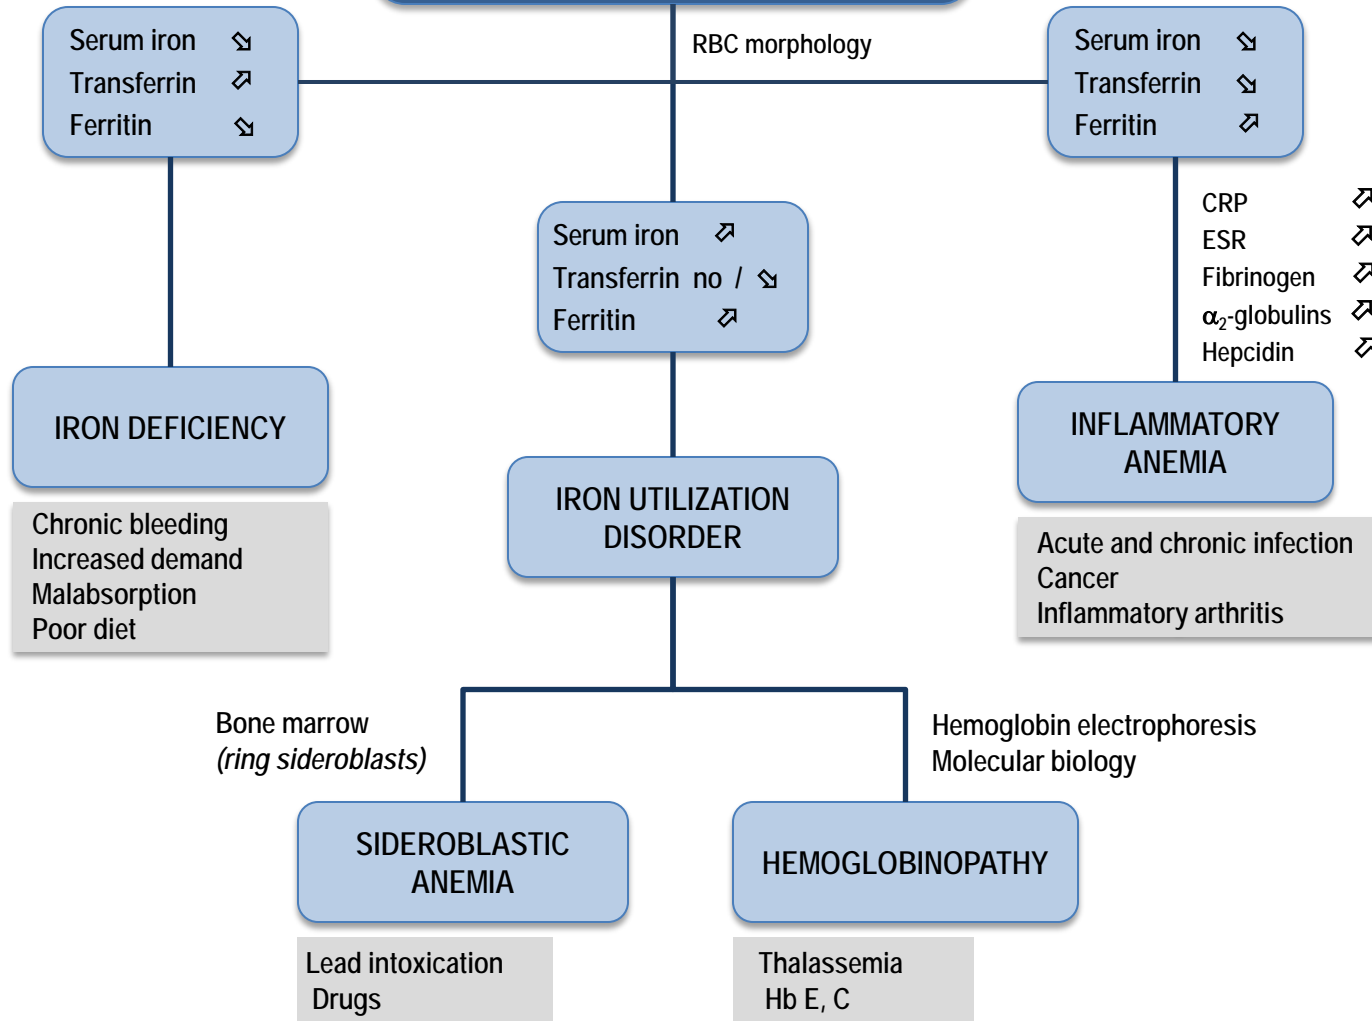 Serum iron ⬂
Transferrin ⬀
Ferritin ⬂
RBC morphology
Serum iron ⬂
Transferrin ⬂
Ferritin ⬀
Serum iron ⬀
Transferrin no / ⬂
Ferritin ⬀
CRP ⬀
ESR ⬀
Fibrinogen ⬀
α₂-globulins ⬀
Hepcidin ⬀
IRON DEFICIENCY
Chronic bleeding
Increased demand
Malabsorption
Poor diet
IRON UTILIZATION
DISORDER
INFLAMMATORY
ANEMIA
Acute and chronic infection
Cancer
Inflammatory arthritis
Bone marrow
(ring sideroblasts)
Hemoglobin electrophoresis
Molecular biology
SIDEROBLASTIC
ANEMIA
Lead intoxication
Drugs
HEMOGLOBINOPATHY
Thalassemia
Hb E, C